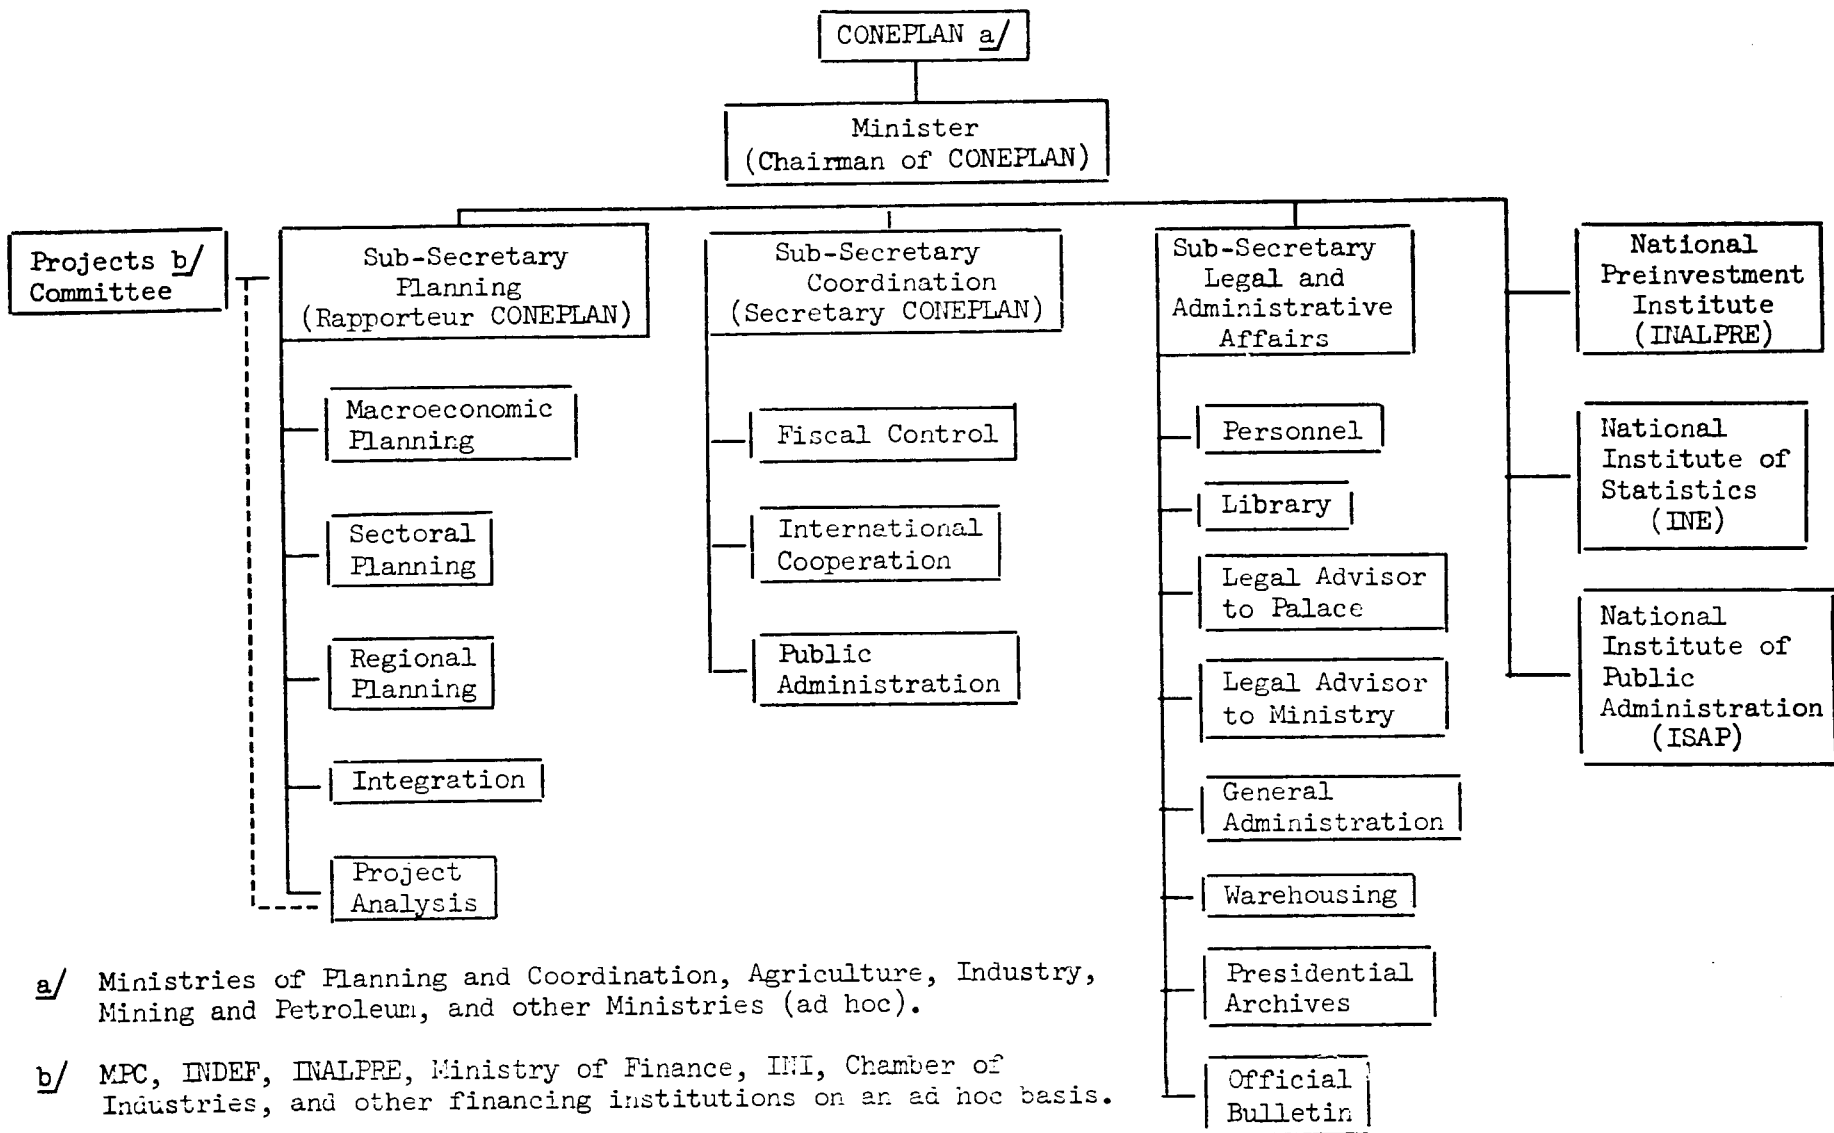 CONEPLAN a/
Minister
(Chairman of CONEPLAN)
Projects b/
Committee
Sub-Secretary
Planning
(Rapporteur CONEPLAN)
Macroeconomic
Planning
Sectoral
Planning
Regional
Planning
Integration
Project
Analysis
Sub-Secretary
Coordination
(Secretary CONEPLAN)
Fiscal Control
International
Cooperation
Public
Administration
Sub-Secretary
Legal and
Administrative
Affairs
Personnel
Library
Legal Advisor
to Palace
Legal Advisor
to Ministry
General
Administration
Warehousing
Presidential
Archives
Official
Bulletin
National
Preinvestment
Institute
(INALPRE)
National
Institute of
Statistics
(INE)
National
Institute of
Public
Administration
(ISAP)
a/ Ministries of Planning and Coordination, Agriculture, Industry,
Mining and Petroleum, and other Ministries (ad hoc).
b/ MPC, INDEF, INALPRE, Ministry of Finance, INI, Chamber of
Industries, and other financing institutions on an ad hoc basis.